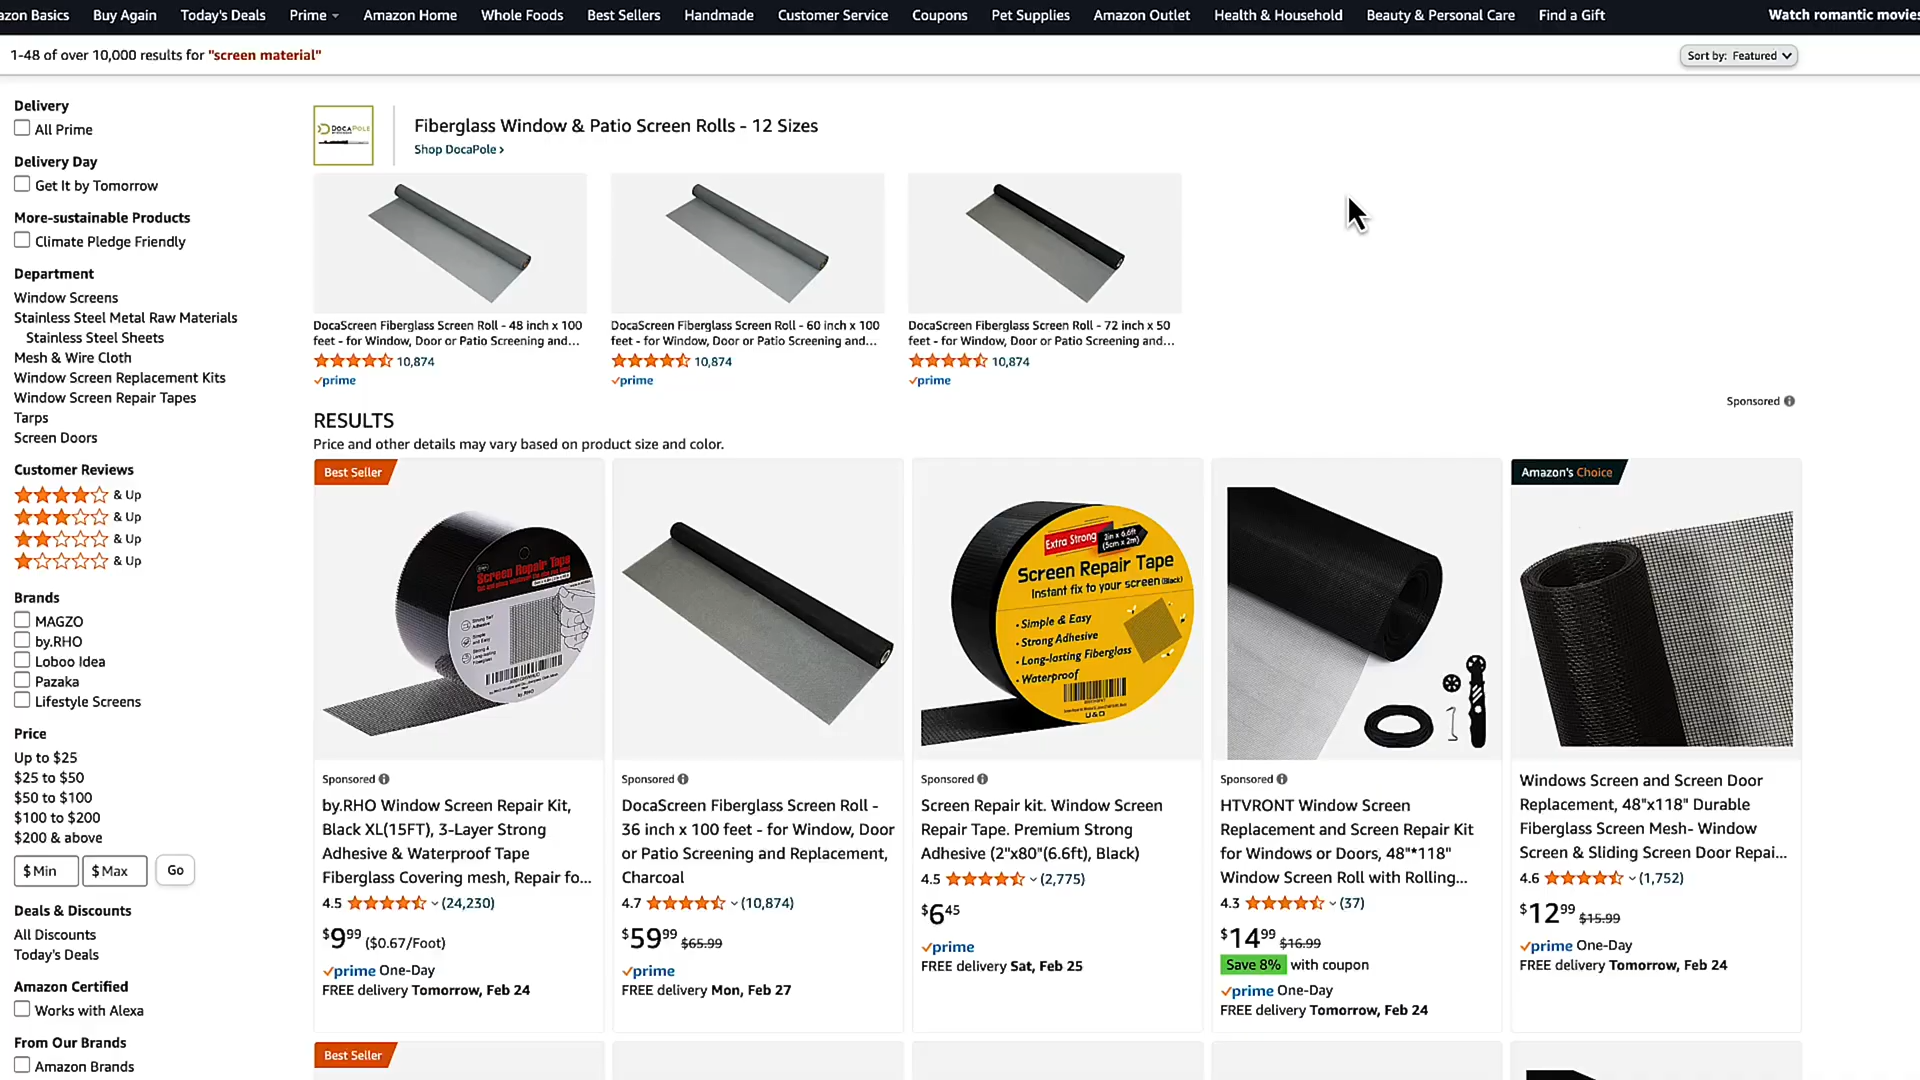 azon Basics Buy Again Today's Deals Prime Amazon Home Whole Foods Best Sellers Handmade Customer Service Coupons Pet Supplies Amazon Outlet Health & Household Beauty & Personal Care Find a Gift Watch romantic movies
1-48 of over 10,000 results for "screen material"
Sort by: Featured
Delivery
All Prime
Delivery Day
Get It by Tomorrow
More-sustainable Products
Climate Pledge Friendly
Department
Window Screens
Stainless Steel Metal Raw Materials
Stainless Steel Sheets
Mesh & Wire Cloth
Window Screen Replacement Kits
Window Screen Repair Tapes
Tarps
Screen Doors
Customer Reviews
& Up
& Up
& Up
& Up
Brands
MAGZO
by.RHO
Loboo Idea
Pazaka
Lifestyle Screens
Price
Up to $25
$25 to $50
$50 to $100
$100 to $200
$200 & above
$ Min $ Max Go
Deals & Discounts
All Discounts
Today's Deals
Amazon Certified
Works with Alexa
From Our Brands
Amazon Brands
DOCAPOLE
Fiberglass Window & Patio Screen Rolls - 12 Sizes
Shop DocaPole ›
DocaScreen Fiberglass Screen Roll - 48 inch x 100
feet - for Window, Door or Patio Screening and...
10,874
prime
DocaScreen Fiberglass Screen Roll - 60 inch x 100
feet - for Window, Door or Patio Screening and...
10,874
prime
DocaScreen Fiberglass Screen Roll - 72 inch x 50
feet - for Window, Door or Patio Screening and...
10,874
prime
Sponsored
RESULTS
Price and other details may vary based on product size and color.
Best Seller
Screen Repair Tape
Sponsored
by.RHO Window Screen Repair Kit,
Black XL(15FT), 3-Layer Strong
Adhesive & Waterproof Tape
Fiberglass Covering mesh, Repair fo...
4.5 (24,230)
$9.99 ($0.67/Foot)
prime One-Day
FREE delivery Tomorrow, Feb 24
Sponsored
DocaScreen Fiberglass Screen Roll -
36 inch x 100 feet - for Window, Door
or Patio Screening and Replacement,
Charcoal
4.7 (10,874)
$59.99 $65.99
prime
FREE delivery Mon, Feb 27
Extra Strong
2in x 6.6ft
(5cm x 2m)
Screen Repair Tape
Instant fix to your screen (Black)
• Simple & Easy
• Strong Adhesive
• Long-lasting Fiberglass
• Waterproof
Sponsored
Screen Repair kit. Window Screen
Repair Tape. Premium Strong
Adhesive (2"x80"(6.6ft), Black)
4.5 (2,775)
$6.45
prime
FREE delivery Sat, Feb 25
Sponsored
HTVRONT Window Screen
Replacement and Screen Repair Kit
for Windows or Doors, 48"*118"
Window Screen Roll with Rolling...
4.3 (37)
$14.99 $16.99
Save 8% with coupon
prime One-Day
FREE delivery Tomorrow, Feb 24
Amazon's Choice
Windows Screen and Screen Door
Replacement, 48"x118" Durable
Fiberglass Screen Mesh- Window
Screen & Sliding Screen Door Repai...
4.6 (1,752)
$12.99 $15.99
prime One-Day
FREE delivery Tomorrow, Feb 24
Best Seller